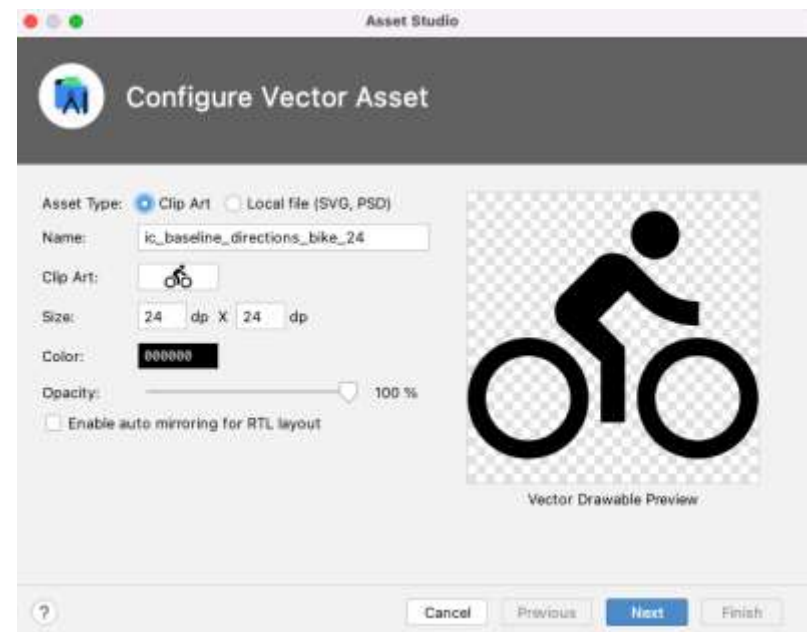 Asset Studio
Configure Vector Asset
Asset Type: Clip Art Local file (SVG, PSD)
Name: ic_baseline_directions_bike_24
Clip Art:
Size: 24 dp X 24 dp
Color: 000000
Opacity: 100 %
Enable auto mirroring for RTL layout
Vector Drawable Preview
? Cancel Previous Next Finish